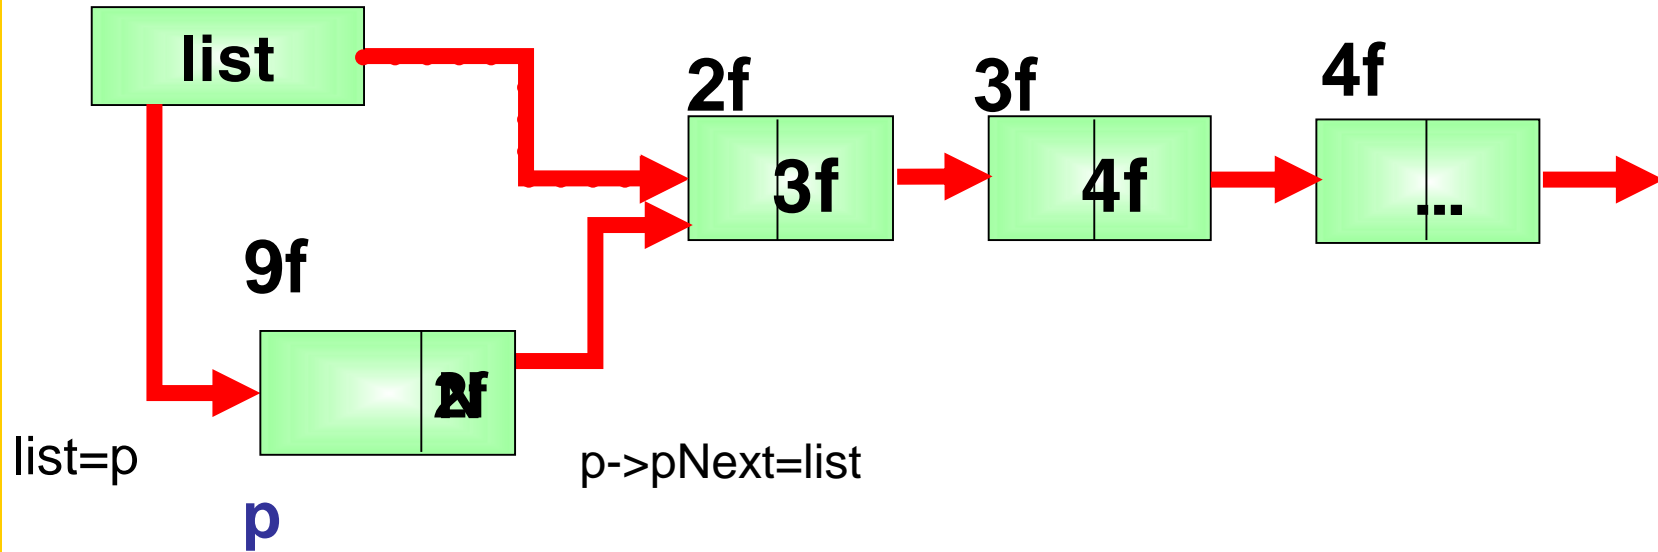 list
2f
3f
4f
3f
4f
...
9f
list=p
p->pNext=list
p